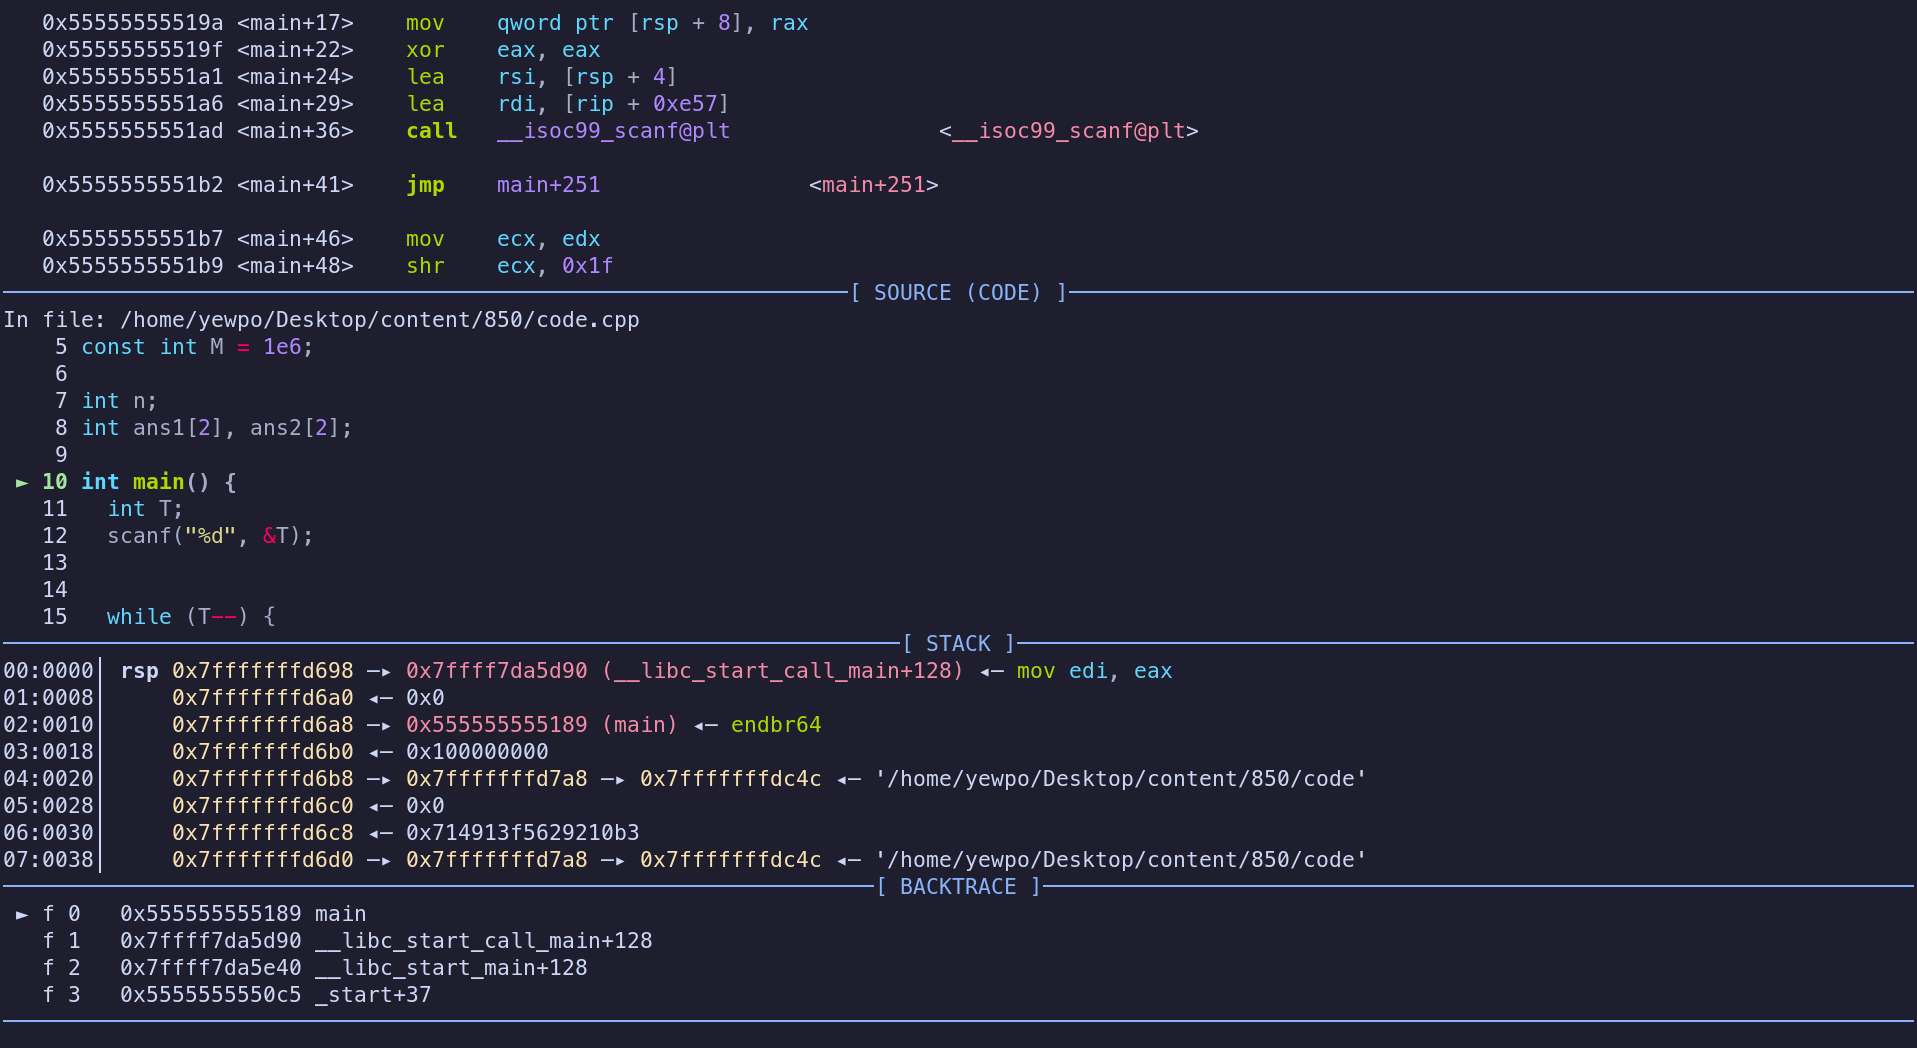 0x55555555519a <main+17>    mov    qword ptr [rsp + 8], rax
0x55555555519f <main+22>    xor    eax, eax
0x5555555551a1 <main+24>    lea    rsi, [rsp + 4]
0x5555555551a6 <main+29>    lea    rdi, [rip + 0xe57]
0x5555555551ad <main+36>    call   __isoc99_scanf@plt                <__isoc99_scanf@plt>
0x5555555551b2 <main+41>    jmp    main+251                <main+251>
0x5555555551b7 <main+46>    mov    ecx, edx
0x5555555551b9 <main+48>    shr    ecx, 0x1f
[ SOURCE (CODE) ]
In file: /home/yewpo/Desktop/content/850/code.cpp
5 const int M = 1e6;
6
7 int n;
8 int ans1[2], ans2[2];
9
► 10 int main() {
11   int T;
12   scanf("%d", &T);
13
14
15   while (T--) {
[ STACK ]
00:0000│ rsp 0x7fffffffd698 —▸ 0x7ffff7da5d90 (__libc_start_call_main+128) ◂— mov edi, eax
01:0008│     0x7fffffffd6a0 ◂— 0x0
02:0010│     0x7fffffffd6a8 —▸ 0x555555555189 (main) ◂— endbr64
03:0018│     0x7fffffffd6b0 ◂— 0x100000000
04:0020│     0x7fffffffd6b8 —▸ 0x7fffffffd7a8 —▸ 0x7fffffffdc4c ◂— '/home/yewpo/Desktop/content/850/code'
05:0028│     0x7fffffffd6c0 ◂— 0x0
06:0030│     0x7fffffffd6c8 ◂— 0x714913f5629210b3
07:0038│     0x7fffffffd6d0 —▸ 0x7fffffffd7a8 —▸ 0x7fffffffdc4c ◂— '/home/yewpo/Desktop/content/850/code'
[ BACKTRACE ]
► f 0   0x555555555189 main
f 1   0x7ffff7da5d90 __libc_start_call_main+128
f 2   0x7ffff7da5e40 __libc_start_main+128
f 3   0x5555555550c5 _start+37